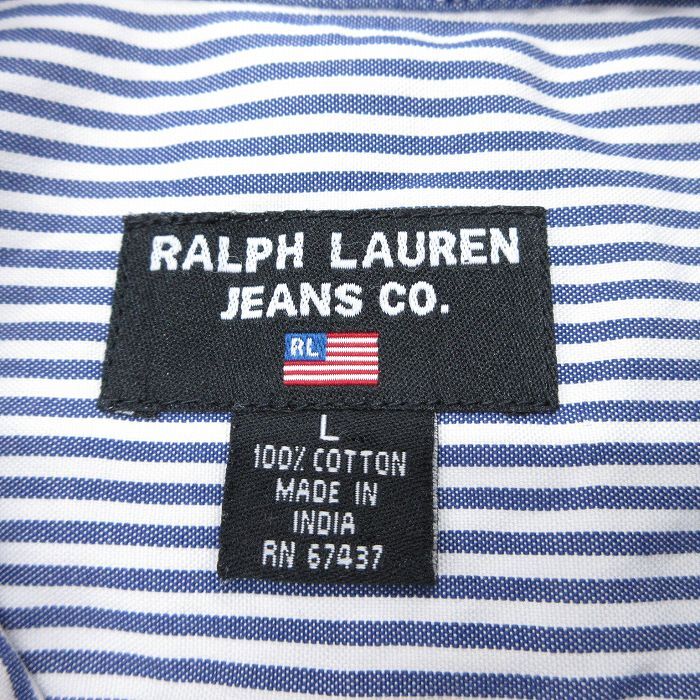 RALPH LAUREN
JEANS CO.
RL
L
100% COTTON
MADE IN
INDIA
RN 67437